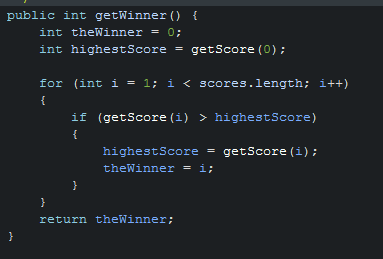 public int getWinner() {
    int theWinner = 0;
    int highestScore = getScore(0);

    for (int i = 1; i < scores.length; i++)
    {
        if (getScore(i) > highestScore)
        {
            highestScore = getScore(i);
            theWinner = i;
        }
    }
    return theWinner;
}